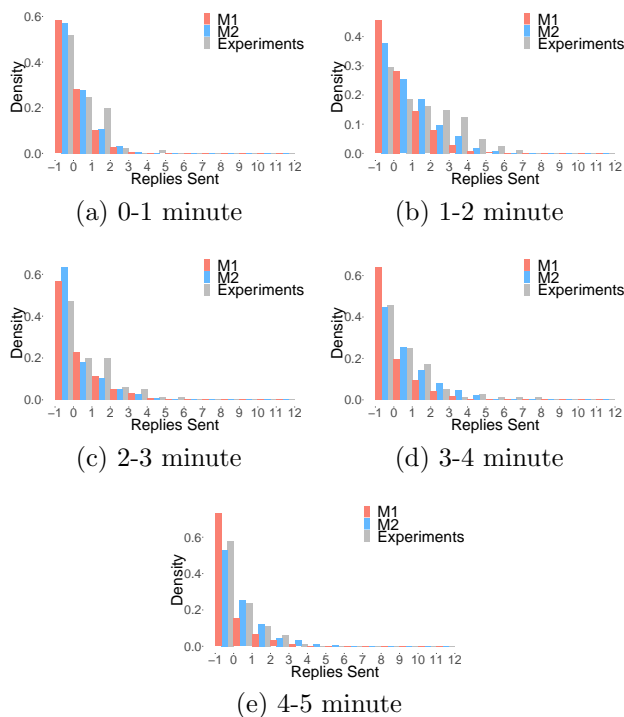 M1
M2
Experiments
Density
0.6
0.4
0.2
0.0
-1 0 1 2 3 4 5 6 7 8 9 10 11 12
Replies Sent
(a) 0-1 minute
M1
M2
Experiments
Density
0.4
0.3
0.2
0.1
0.0
-1 0 1 2 3 4 5 6 7 8 9 10 11 12
Replies Sent
(b) 1-2 minute
M1
M2
Experiments
Density
0.6
0.4
0.2
0.0
-1 0 1 2 3 4 5 6 7 8 9 10 11 12
Replies Sent
(c) 2-3 minute
M1
M2
Experiments
Density
0.6
0.4
0.2
0.0
-1 0 1 2 3 4 5 6 7 8 9 10 11 12
Replies Sent
(d) 3-4 minute
M1
M2
Experiments
Density
0.6
0.4
0.2
0.0
-1 0 1 2 3 4 5 6 7 8 9 10 11 12
Replies Sent
(e) 4-5 minute